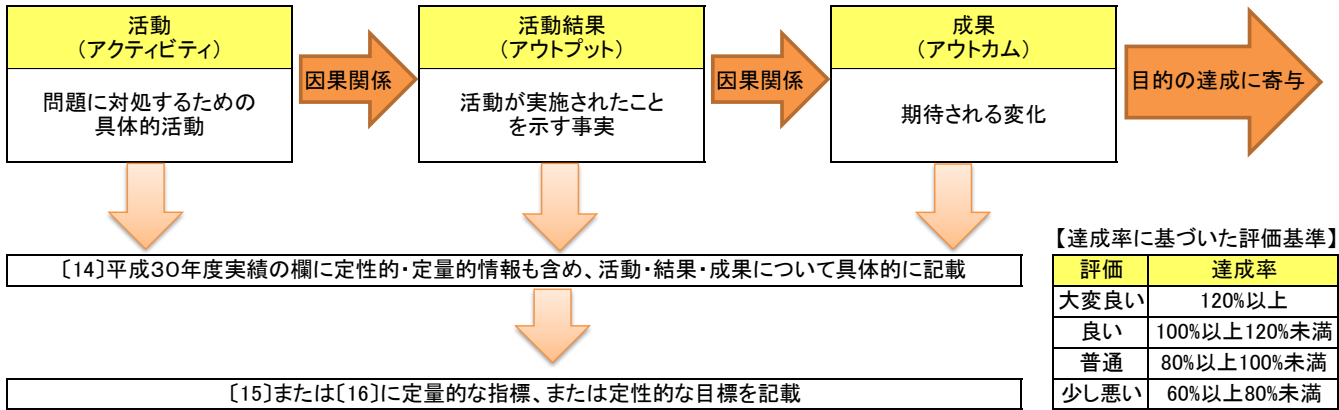 活動
(アクティビティ)
問題に対処するための
具体的活動
因果関係
活動結果
(アウトプット)
活動が実施されたこと
を示す事実
因果関係
成果
(アウトカム)
期待される変化
目的の達成に寄与
〔14〕平成30年度実績の欄に定性的・定量的情報も含め、活動・結果・成果について具体的に記載
〔15〕または〔16〕に定量的な指標、または定性的な目標を記載
【達成率に基づいた評価基準】
評価 達成率
大変良い 120%以上
良い 100%以上120%未満
普通 80%以上100%未満
少し悪い 60%以上80%未満